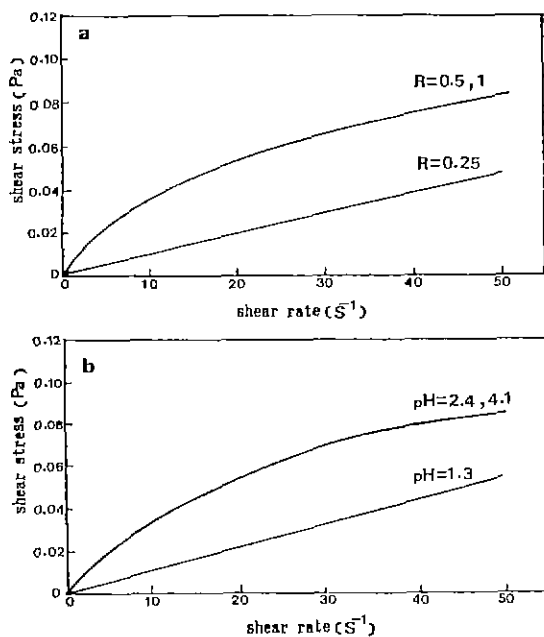 a
0.12
0.10
0.08
0.06
0.04
0.02
0
shear stress (Pa)
R=0.5, 1
R=0.25
0 10 20 30 40 50
shear rate (S⁻¹)
b
0.12
0.10
0.08
0.06
0.04
0.02
0
shear stress (Pa)
pH=2.4, 4.1
pH=1.3
0 10 20 30 40 50
shear rate (S⁻¹)